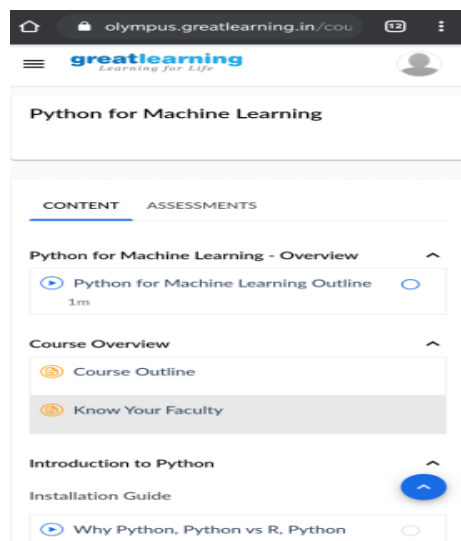 olympus.greatlearning.in/cou 12
greatlearning
Learning for Life
Python for Machine Learning
CONTENT ASSESSMENTS
Python for Machine Learning - Overview
Python for Machine Learning Outline
1m
Course Overview
Course Outline
Know Your Faculty
Introduction to Python
Installation Guide
Why Python, Python vs R, Python